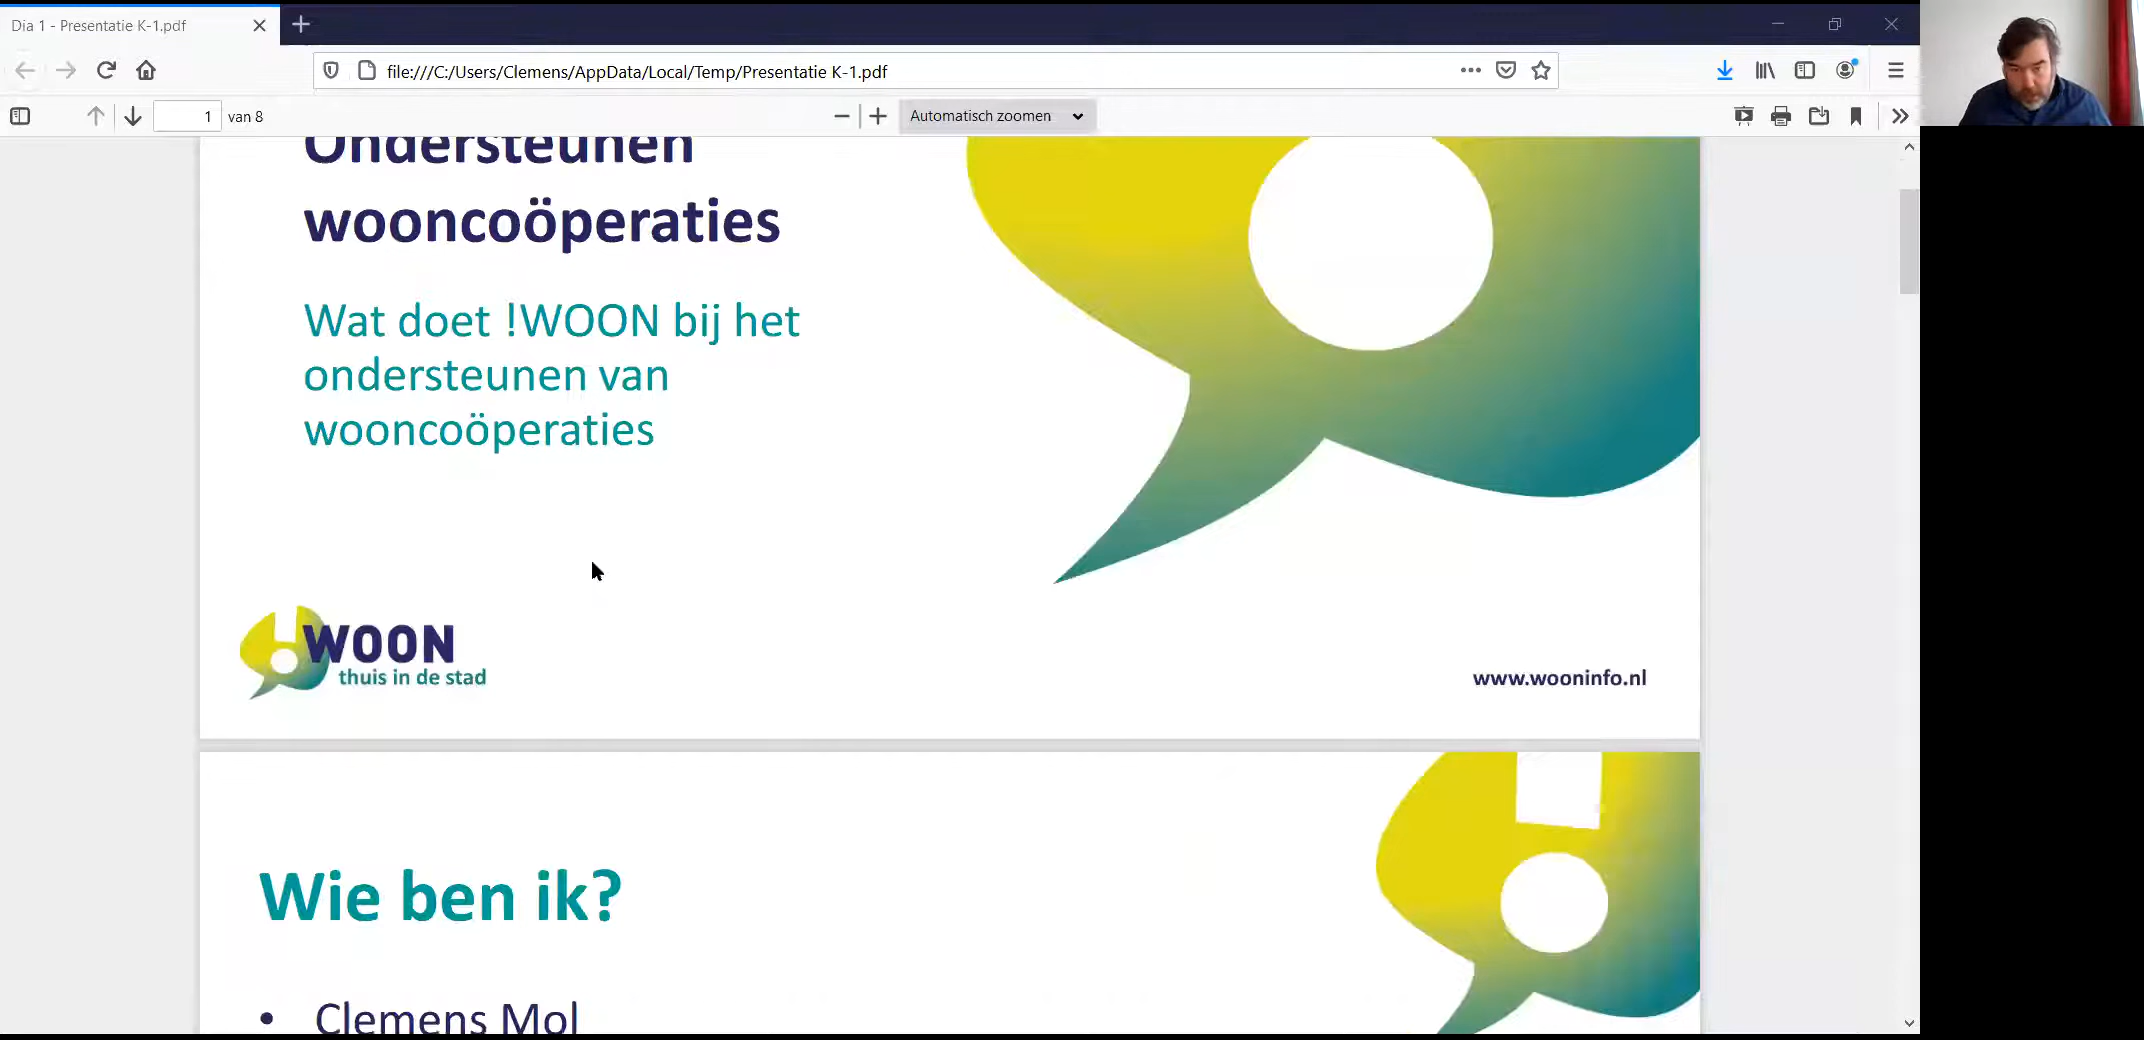 Dia 1 - Presentatie K-1.pdf
file:///C:/Users/Clemens/AppData/Local/Temp/Presentatie K-1.pdf
1 van 8
Automatisch zoomen
Ondersteunen
wooncoöperaties
Wat doet !WOON bij het
ondersteunen van
wooncoöperaties
!WOON
thuis in de stad
www.wooninfo.nl
Wie ben ik?
• Clemens Mol